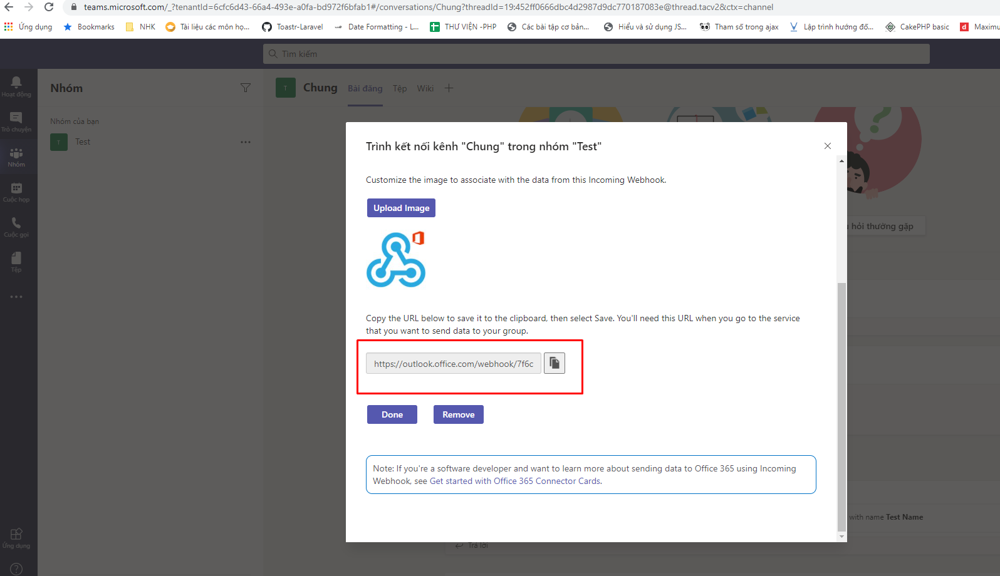 teams.microsoft.com/_?tenantId=6cfc6d43-66a4-493e-a0fa-bd972f6bfab1#/conversations/Chung?threadId=19:452ff0666dbc4d2987d9dc770187083e@thread.tacv2&ctx=channel
Ứng dụng Bookmarks NHK Tài liệu các môn họ... Toastr-Laravel Date Formatting - L... THƯ VIỆN -PHP Các bài tập cơ bản... Hiểu và sử dụng JS... Tham số trong ajax Lập trình hướng đố... CakePHP basic d Maximu
Tìm kiếm
Hoạt động
Trò chuyện
Nhóm
Cuộc họp
Cuộc gọi
Tệp
Ứng dụng
Nhóm
Nhóm của bạn
T Test
T Chung Bài đăng Tệp Wiki
Trình kết nối kênh "Chung" trong nhóm "Test"
Customize the image to associate with the data from this Incoming Webhook.
Upload Image
Copy the URL below to save it to the clipboard, then select Save. You'll need this URL when you go to the service
that you want to send data to your group.
https://outlook.office.com/webhook/7f6c
Done Remove
Note: If you're a software developer and want to learn more about sending data to Office 365 using Incoming
Webhook, see Get started with Office 365 Connector Cards.
hỏi thường gặp
with name Test Name
Trả lời